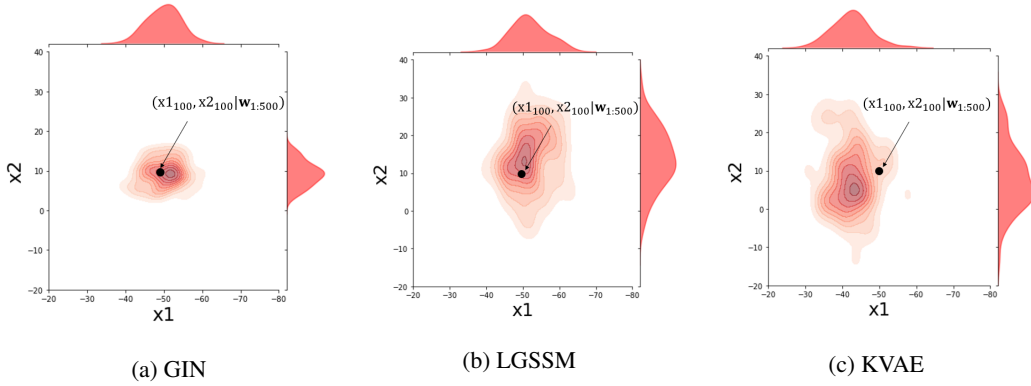 40
30
20
10
0
−10
−20
x2
(x1₁₀₀, x2₁₀₀|w₁:₅₀₀)
−20 −30 −40 −50 −60 −70 −80
x1
(a) GIN
40
30
20
10
0
−10
−20
x2
(x1₁₀₀, x2₁₀₀|w₁:₅₀₀)
−20 −30 −40 −50 −60 −70 −80
x1
(b) LGSSM
40
30
20
10
0
−10
−20
x2
(x1₁₀₀, x2₁₀₀|w₁:₅₀₀)
−20 −30 −40 −50 −60 −70 −80
x1
(c) KVAE